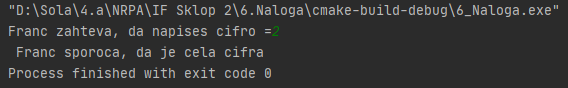 "D:\Sola\4.a\NRPA\IF Sklop 2\6.Naloga\cmake-build-debug\6_Naloga.exe"
Franc zahteva, da napises cifro =2
 Franc sporoca, da je cela cifra
Process finished with exit code 0